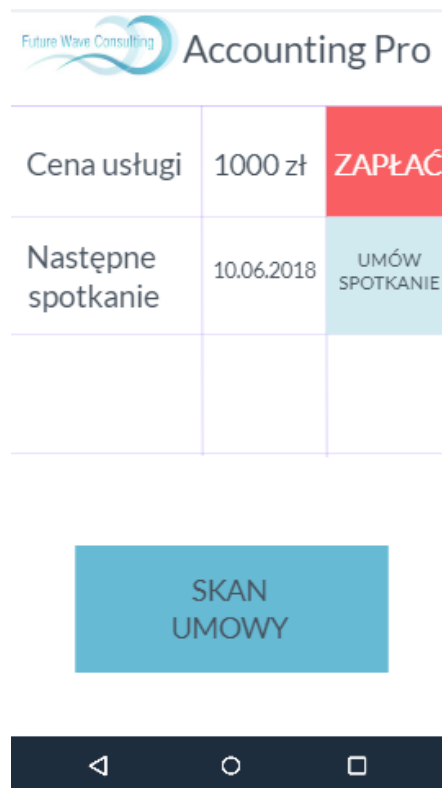 Future Wave Consulting
Accounting Pro
Cena usługi
1000 zł
ZAPŁAĆ
Następne
spotkanie
10.06.2018
UMÓW
SPOTKANIE
SKAN
UMOWY